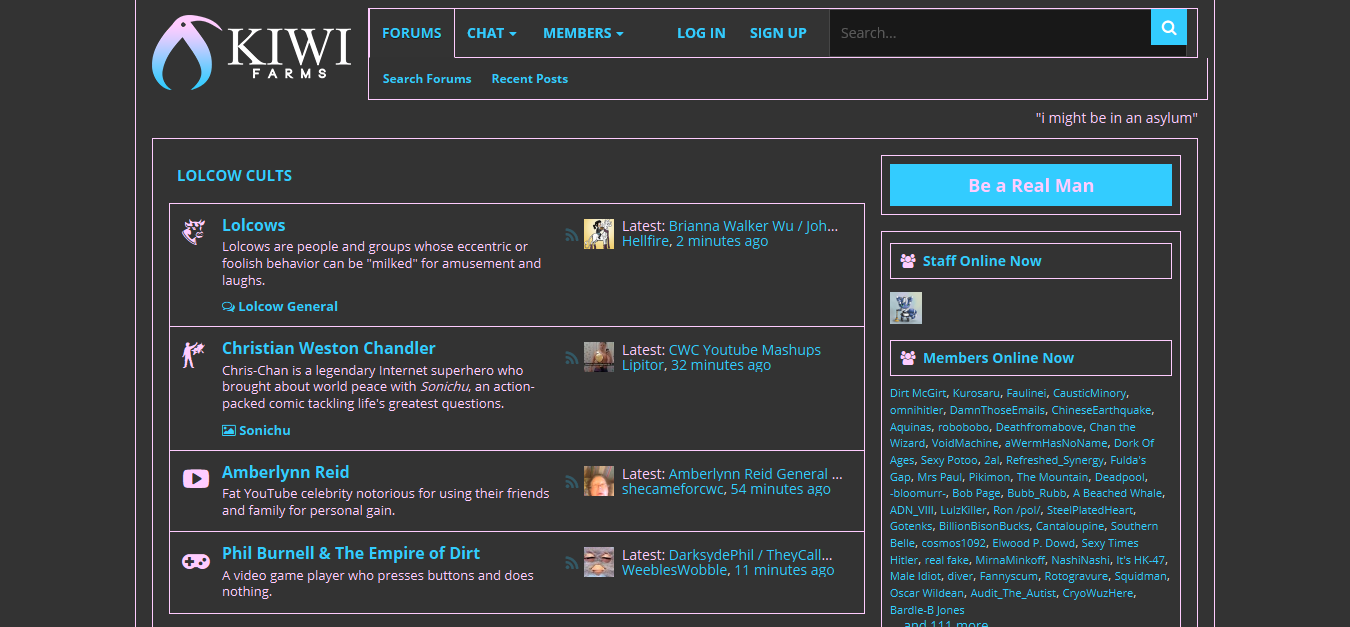 KIWI
FARMS
FORUMS
CHAT
MEMBERS
LOG IN
SIGN UP
Search...
Search Forums
Recent Posts
"i might be in an asylum"
LOLCOW CULTS
Lolcows
Lolcows are people and groups whose eccentric or
foolish behavior can be "milked" for amusement and
laughs.
Lolcow General
Latest: Brianna Walker Wu / Joh...
Hellfire, 2 minutes ago
Christian Weston Chandler
Chris-Chan is a legendary Internet superhero who
brought about world peace with Sonichu, an action-
packed comic tackling life's greatest questions.
Sonichu
Latest: CWC Youtube Mashups
Lipitor, 32 minutes ago
Amberlynn Reid
Fat YouTube celebrity notorious for using their friends
and family for personal gain.
Latest: Amberlynn Reid General ...
shecameforcwc, 54 minutes ago
Phil Burnell & The Empire of Dirt
A video game player who presses buttons and does
nothing.
Latest: DarksydePhil / TheyCall...
WeeblesWobble, 11 minutes ago
Be a Real Man
Staff Online Now
Members Online Now
Dirt McGirt, Kurosaru, Faulinei, CausticMinory,
omnihitler, DamnThoseEmails, ChineseEarthquake,
Aquinas, robobobo, Deathfromabove, Chan the
Wizard, VoidMachine, aWermHasNoName, Dork Of
Ages, Sexy Potoo, 2al, Refreshed_Synergy, Fulda's
Gap, Mrs Paul, Pikimon, The Mountain, Deadpool,
-bloomurr-, Bob Page, Bubb_Rubb, A Beached Whale,
ADN_VIII, LulzKiller, Ron /pol/, SteelPlatedHeart,
Gotenks, BillionBisonBucks, Cantaloupine, Southern
Belle, cosmos1092, Elwood P. Dowd, Sexy Times
Hitler, real fake, MirnaMinkoff, NashiNashi, It's HK-47,
Male Idiot, diver, Fannyscum, Rotogravure, Squidman,
Oscar Wildean, Audit_The_Autist, CryoWuzHere,
Bardle-B Jones
... and 111 more